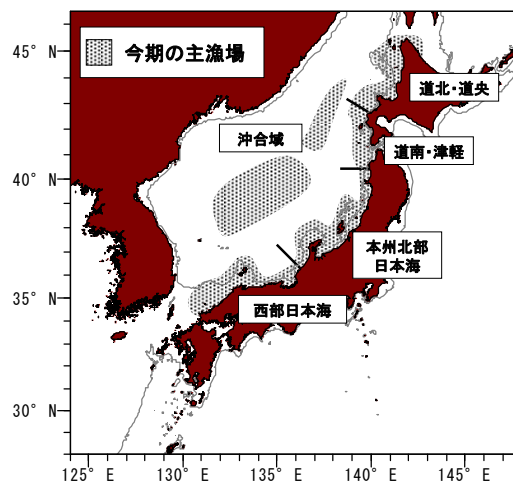 45° N
今期の主漁場
道北・道央
沖合域
道南・津軽
40° N
本州北部
日本海
西部日本海
35° N
30° N
125° E
130° E
135° E
140° E
145° E